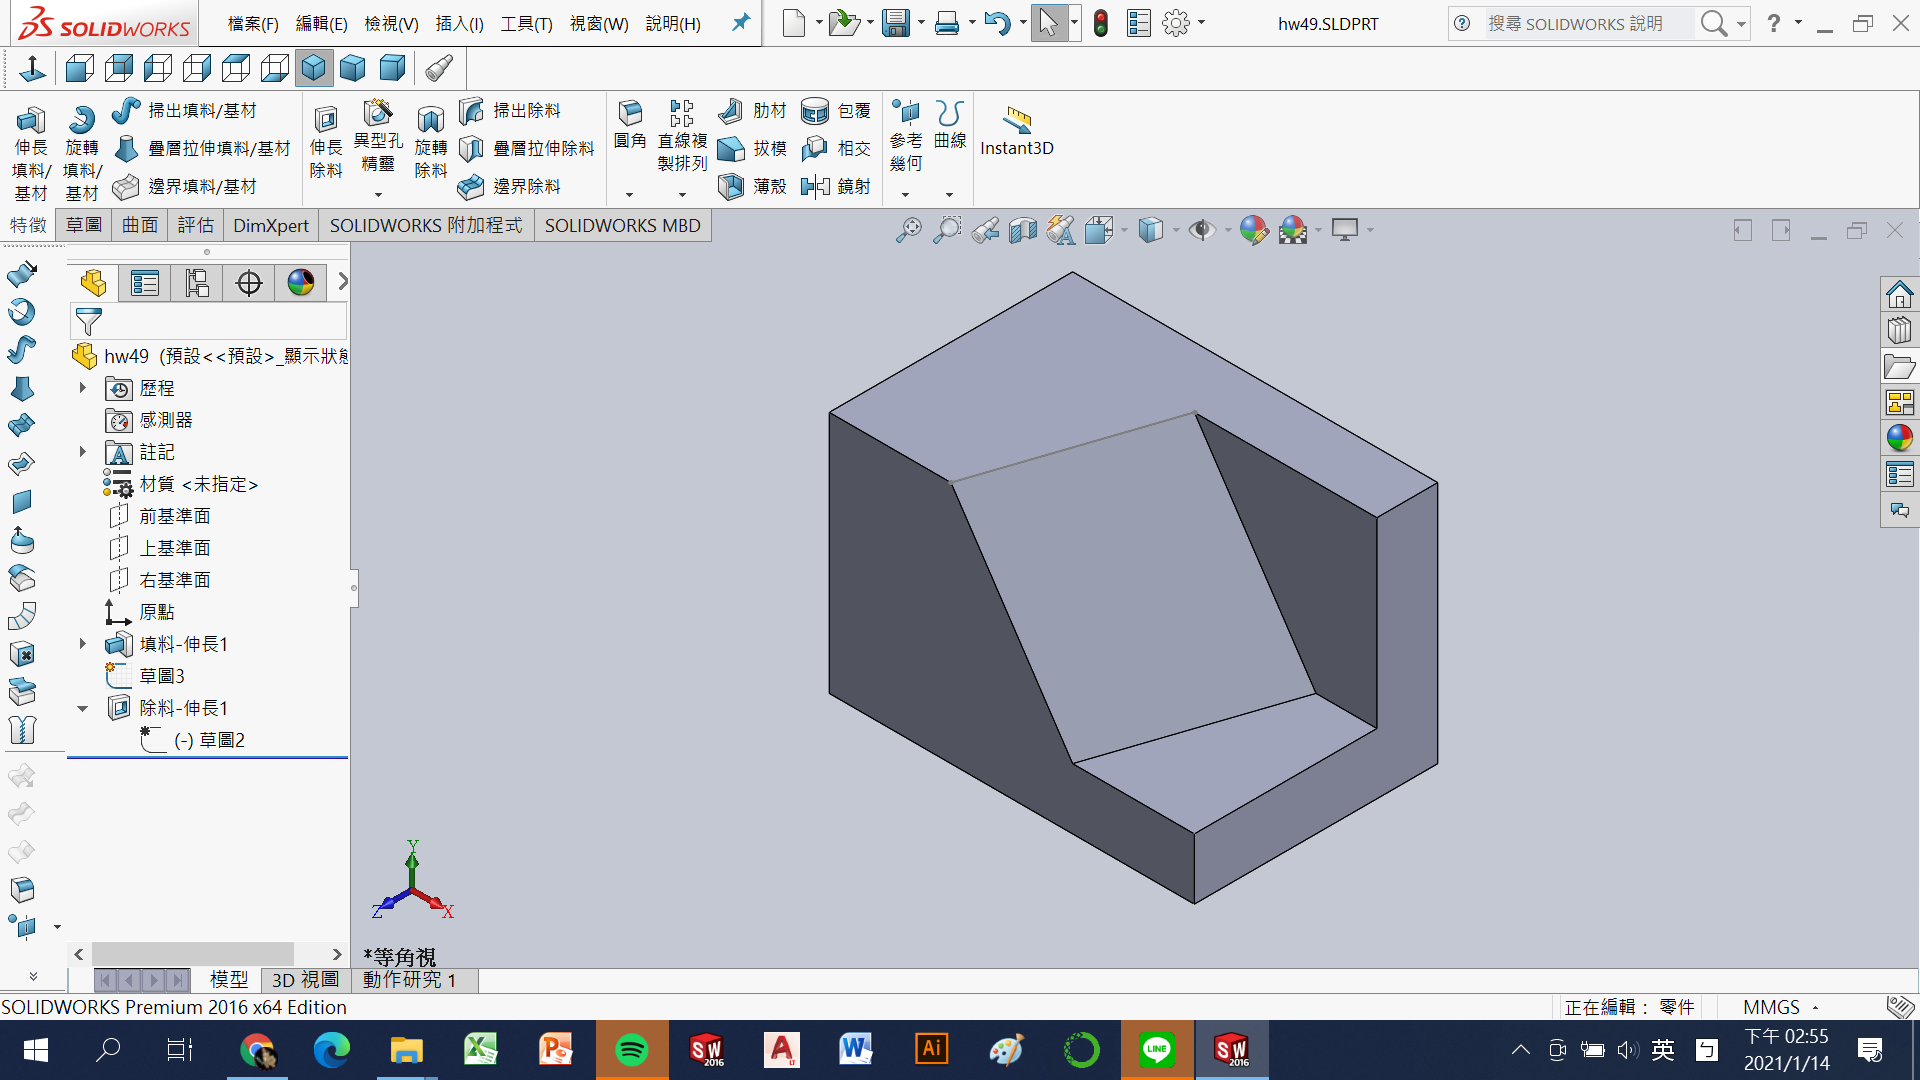 SOLIDWORKS 檔案(F) 編輯(E) 檢視(V) 插入(I) 工具(T) 視窗(W) 說明(H) hw49.SLDPRT 搜尋 SOLIDWORKS 說明 ?
伸長填料/基材
旋轉填料/基材
掃出填料/基材
疊層拉伸填料/基材
邊界填料/基材
伸長除料
異型孔精靈
旋轉除料
掃出除料
疊層拉伸除料
邊界除料
圓角
直線複製排列
肋材
拔模
薄殼
包覆
相交
鏡射
參考幾何
曲線
Instant3D
特徵 草圖 曲面 評估 DimXpert SOLIDWORKS 附加程式 SOLIDWORKS MBD
hw49 (預設<<預設>_顯示狀態
歷程
感測器
註記
材質 <未指定>
前基準面
上基準面
右基準面
原點
填料-伸長1
草圖3
除料-伸長1
(-) 草圖2
Y
Z X
*等角視
模型 3D 視圖 動作研究 1
SOLIDWORKS Premium 2016 x64 Edition 正在編輯： 零件 MMGS
SW 2016 A LT Ai LINE SW 2016 英 ㄅ 下午 02:55
2021/1/14